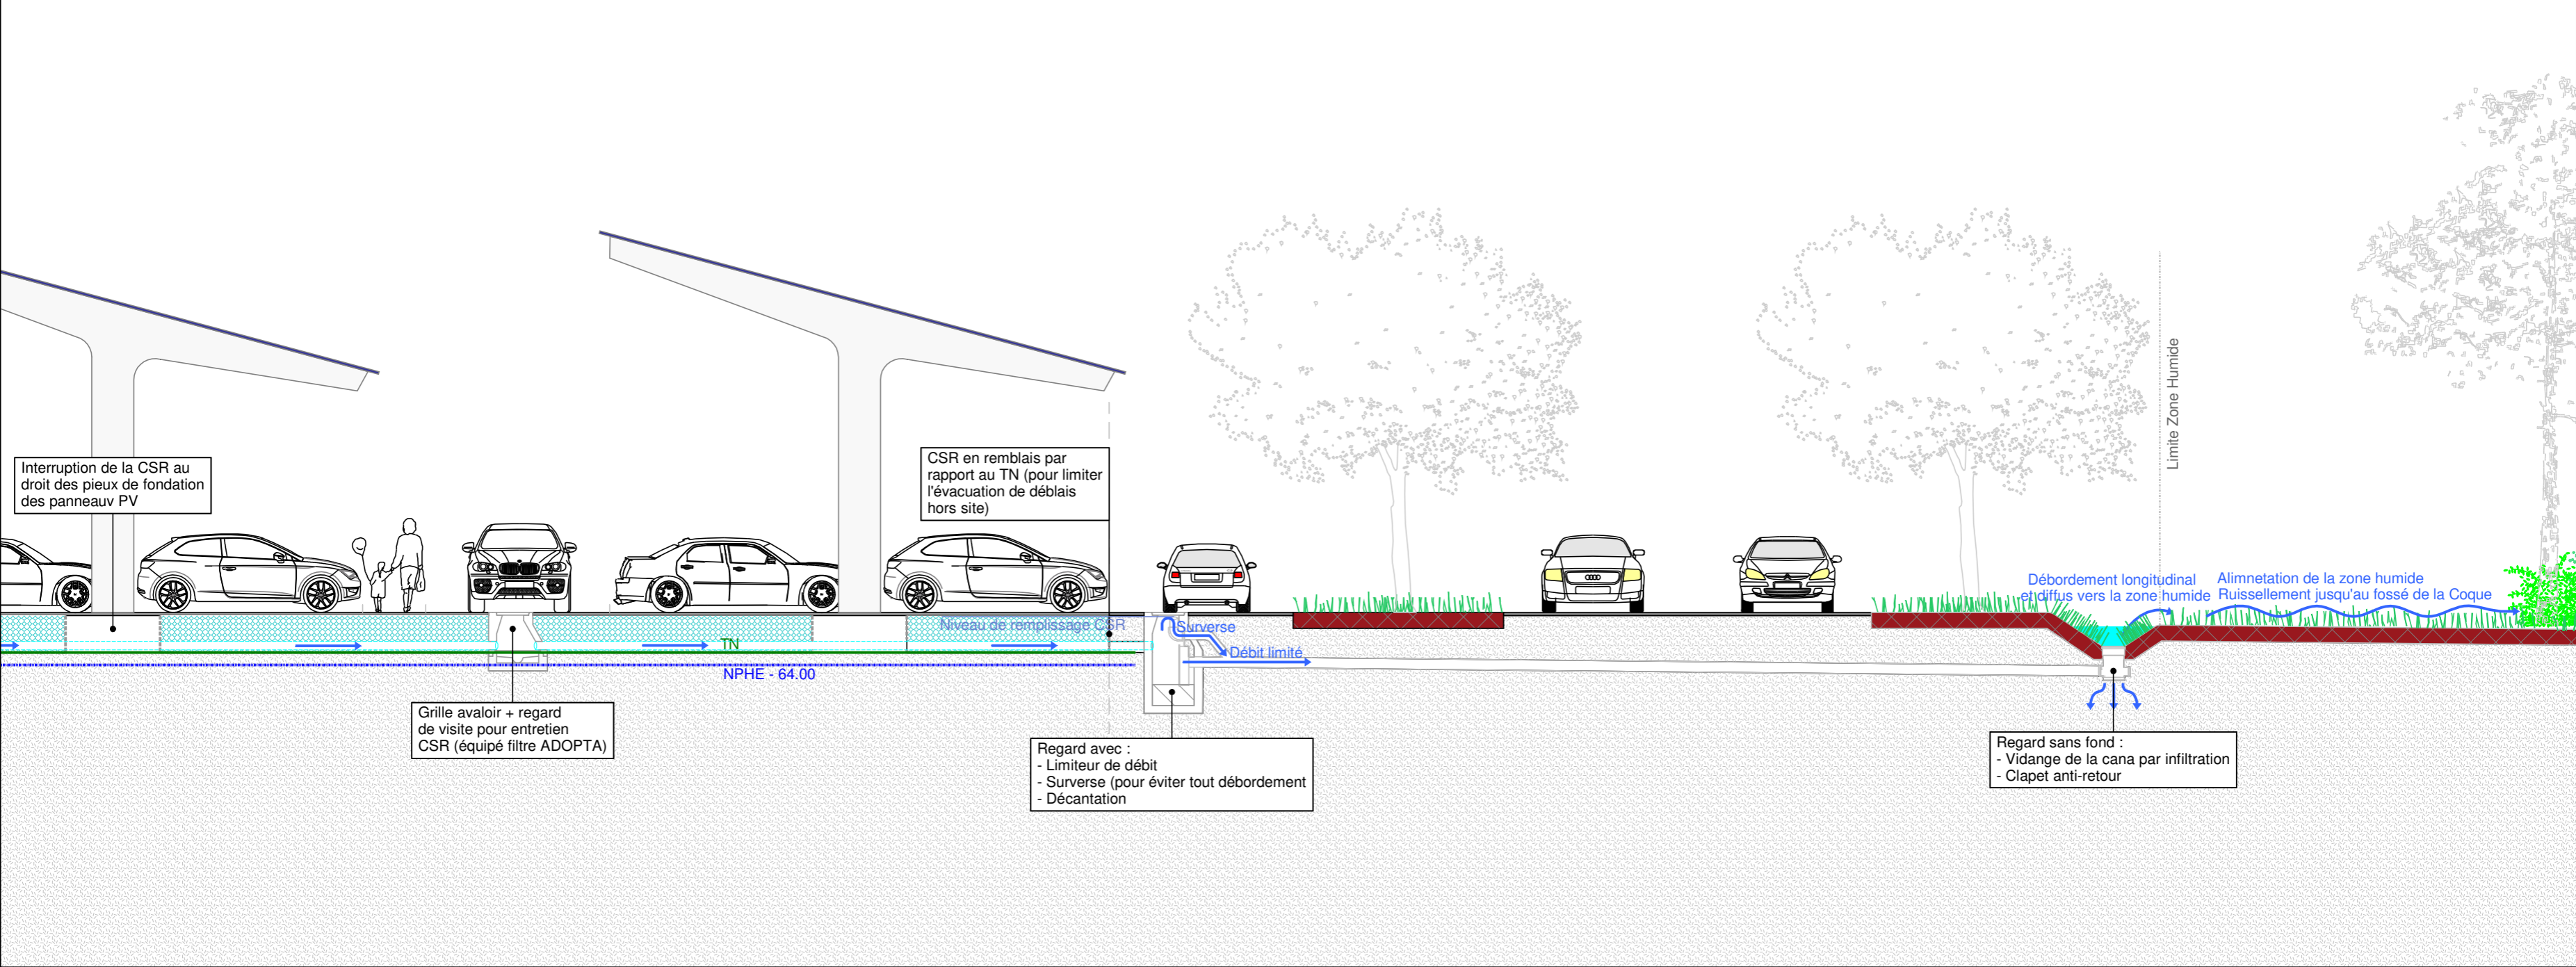 Interruption de la CSR au
droit des pieux de fondation
des panneauv PV
CSR en remblais par
rapport au TN (pour limiter
l'évacuation de déblais
hors site)
Limite Zone Humide
Débordement longitudinal
et diffus vers la zone humide
Alimnetation de la zone humide
Ruissellement jusqu'au fossé de la Coque
Niveau de remplissage CSR
Surverse
TN
Débit limité
NPHE - 64.00
Grille avaloir + regard
de visite pour entretien
CSR (équipé filtre ADOPTA)
Regard avec :
- Limiteur de débit
- Surverse (pour éviter tout débordement
- Décantation
Regard sans fond :
- Vidange de la cana par infiltration
- Clapet anti-retour